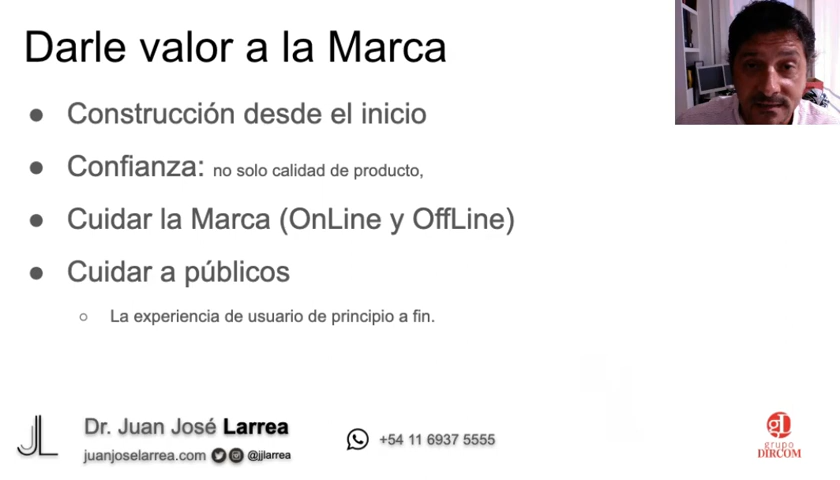 Darle valor a la Marca
● Construcción desde el inicio
● Confianza: no solo calidad de producto,
● Cuidar la Marca (OnLine y OffLine)
● Cuidar a públicos
○ La experiencia de usuario de principio a fin.
JL
Dr. Juan José Larrea
juanjoselarrea.com @jjlarrea
+54 11 6937 5555
gL
grupo
DIRCOM